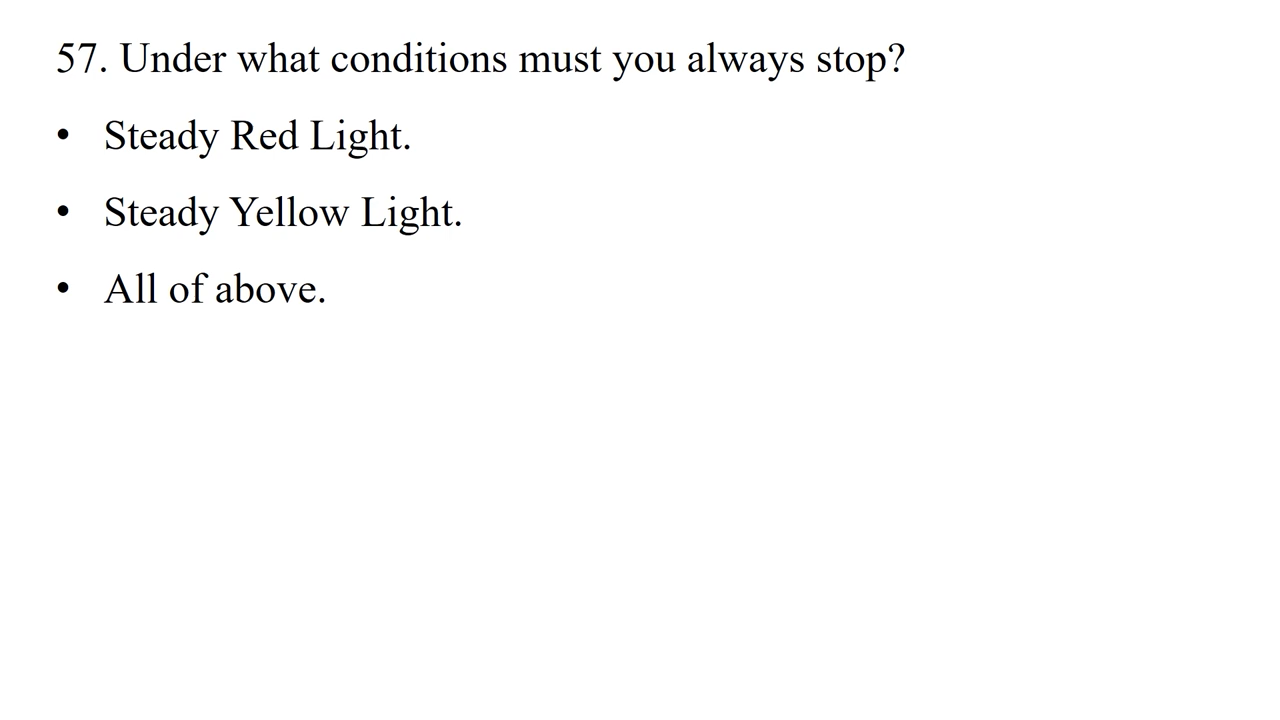 57. Under what conditions must you always stop?
• Steady Red Light.
• Steady Yellow Light.
• All of above.